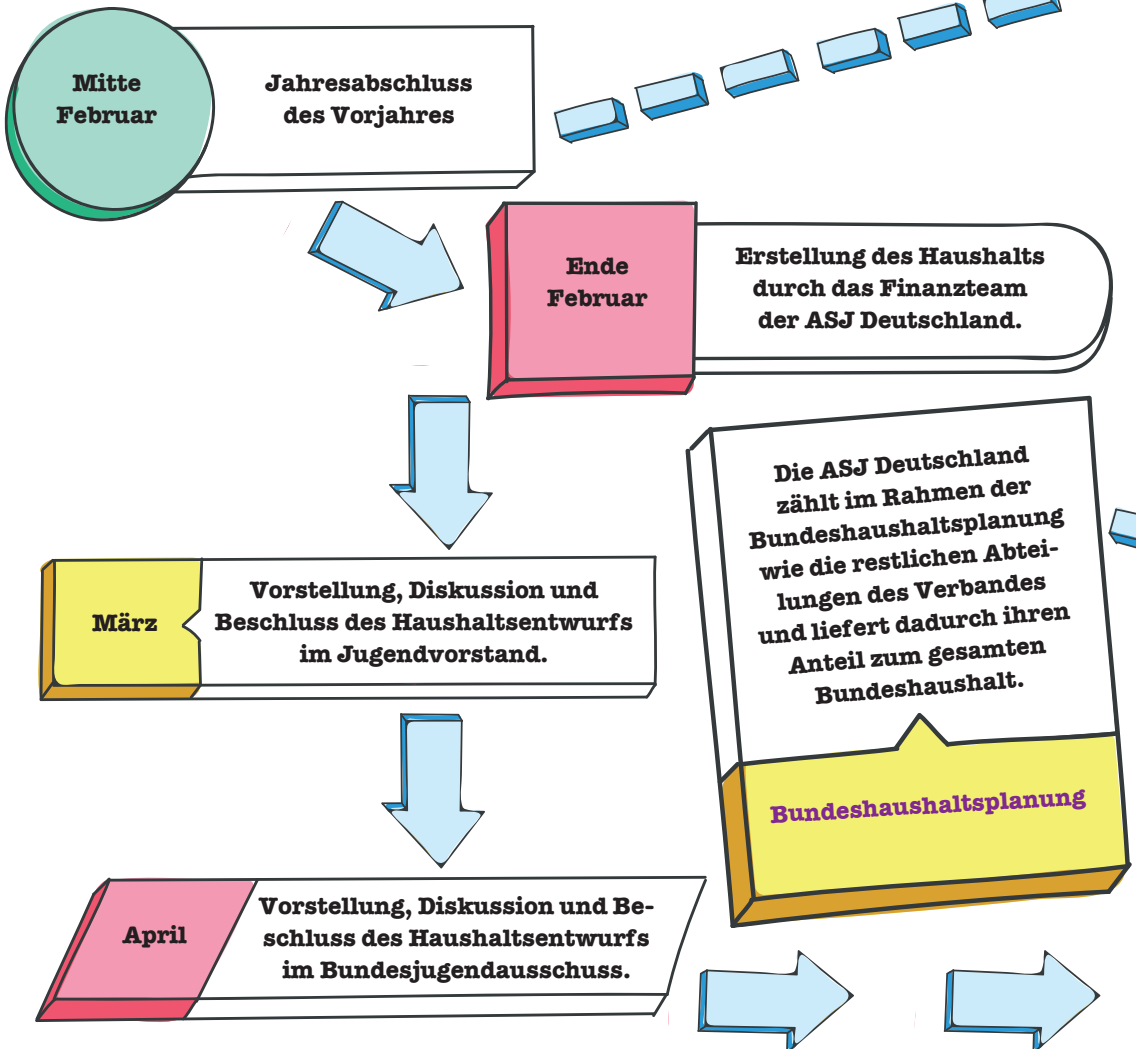 Mitte
Februar
Jahresabschluss
des Vorjahres
Ende
Februar
Erstellung des Haushalts
durch das Finanzteam
der ASJ Deutschland.
März
Vorstellung, Diskussion und
Beschluss des Haushaltsentwurfs
im Jugendvorstand.
Die ASJ Deutschland
zählt im Rahmen der
Bundeshaushaltsplanung
wie die restlichen Abtei-
lungen des Verbandes
und liefert dadurch ihren
Anteil zum gesamten
Bundeshaushalt.
Bundeshaushaltsplanung
April
Vorstellung, Diskussion und Be-
schluss des Haushaltsentwurfs
im Bundesjugendausschuss.